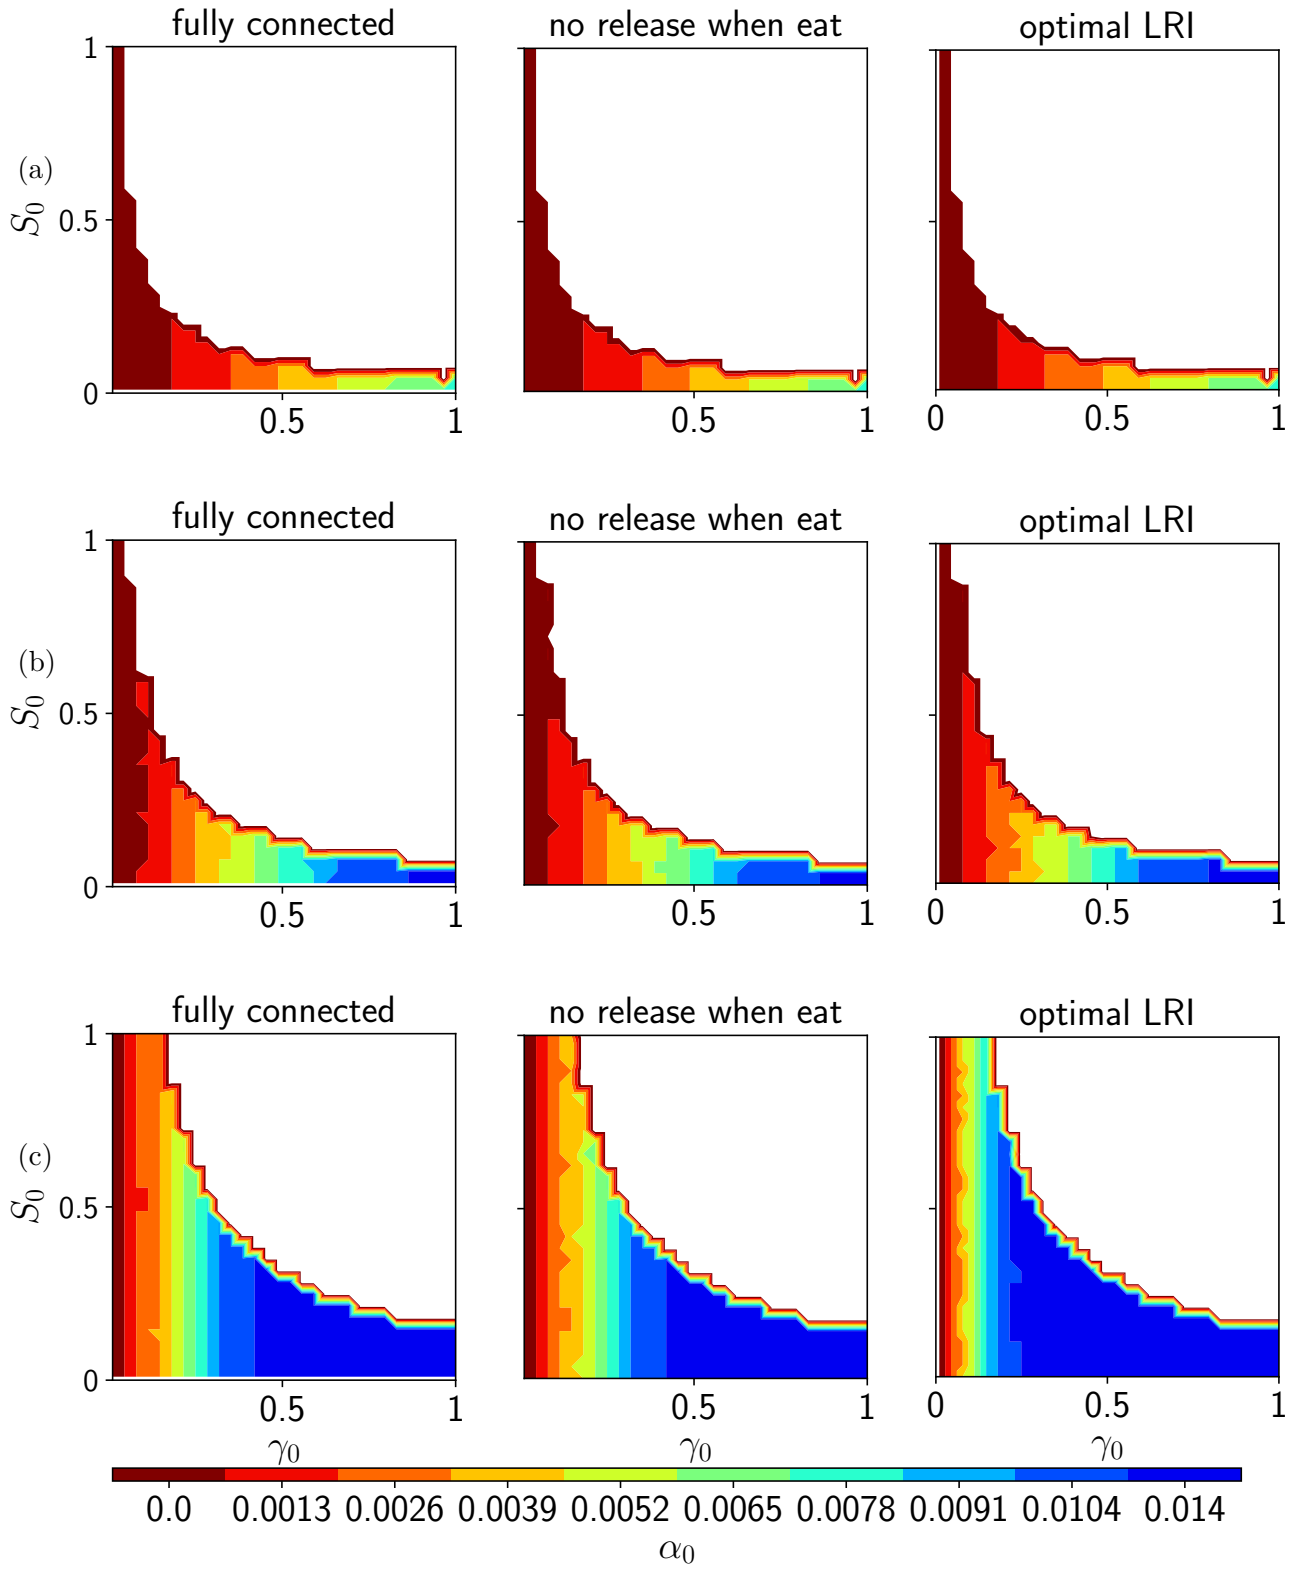 fully connected
no release when eat
optimal LRI
(a)
S₀
1
0.5
0
0.5
1
0.5
1
0
0.5
1
fully connected
no release when eat
optimal LRI
(b)
S₀
1
0.5
0
0.5
1
0.5
1
0
0.5
1
fully connected
no release when eat
optimal LRI
(c)
S₀
1
0.5
0
0.5
1
0.5
1
0
0.5
1
γ₀
γ₀
γ₀
0.0 0.0013 0.0026 0.0039 0.0052 0.0065 0.0078 0.0091 0.0104 0.014
α₀